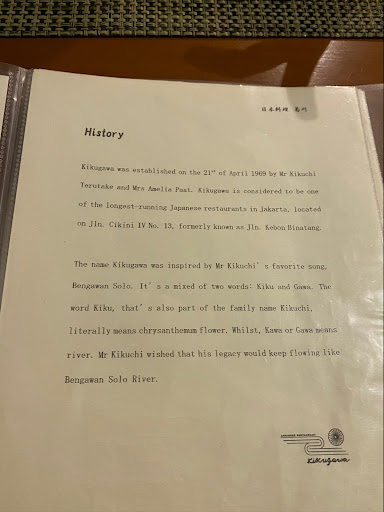 日本料理 菊川
History
Kikugawa was established on the 21st of April 1969 by Mr Kikuchi
Terutake and Mrs Amelia Paat. Kikugawa is considered to be one
of the longest-running Japanese restaurants in Jakarta, located
on Jln. Cikini IV No. 13, formerly known as Jln. Kebon Binatang.
The name Kikugawa was inspired by Mr Kikuchi's favorite song,
Bengawan Solo. It's a mixed of two words: Kiku and Gawa. The
word Kiku, that's also part of the family name Kikuchi,
literally means chrysanthemum flower. Whilst, Kawa or Gawa means
river. Mr Kikuchi wished that his legacy would keep flowing like
Bengawan Solo River.
JAPANESE RESTAURANT
Kikugawa